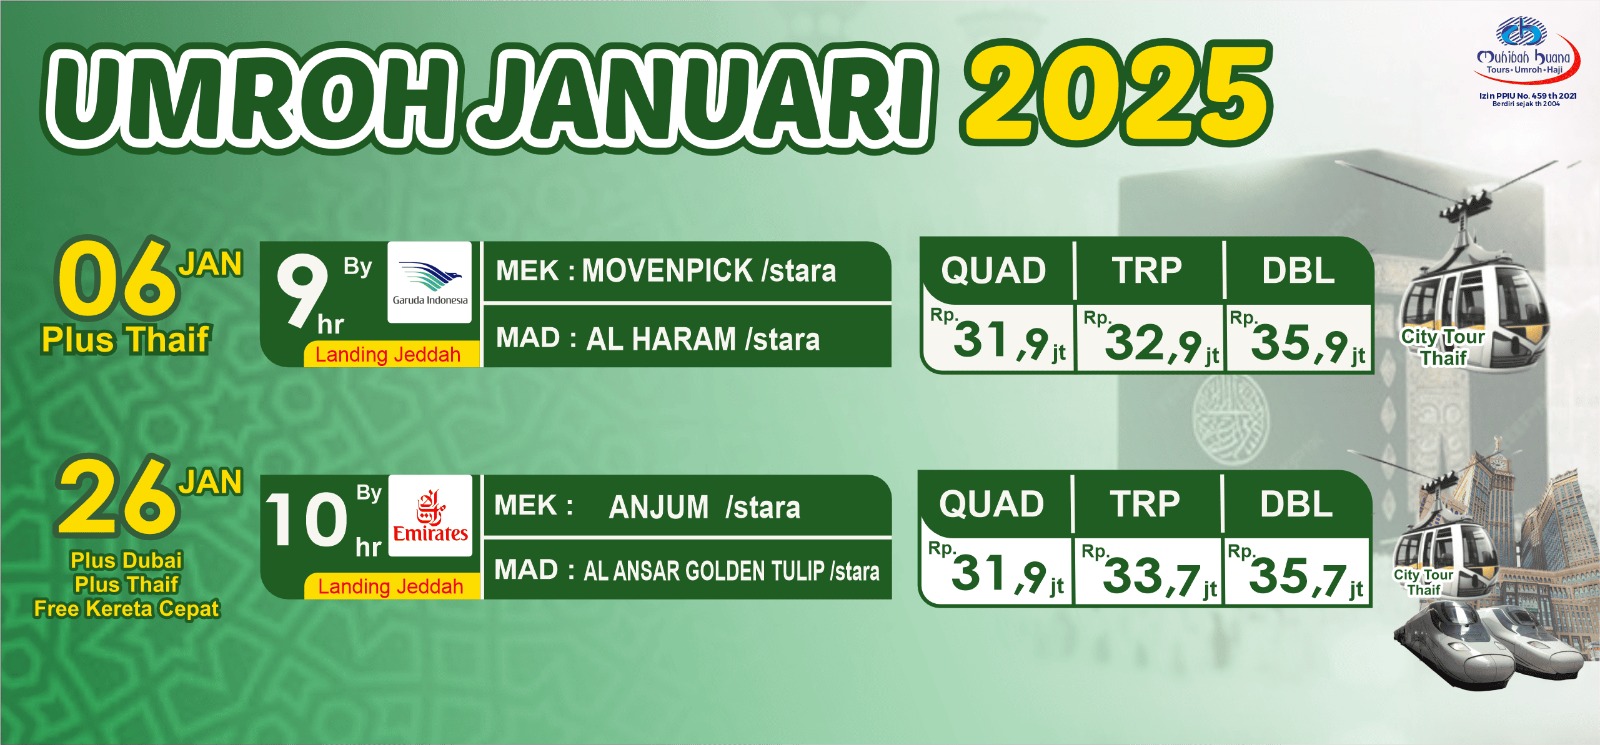 UMROH JANUARI 2025
Muhibah Buana
Tours • Umroh • Haji
Izin PPIU No. 459 th 2021
Berdiri sejak th 2004
06 JAN
Plus Thaif
9 hr
By
Garuda Indonesia
Landing Jeddah
MEK : MOVENPICK /stara
MAD : AL HARAM /stara
QUAD TRP DBL
Rp. 31,9 jt Rp. 32,9 jt Rp. 35,9 jt
City Tour
Thaif
26 JAN
Plus Dubai
Plus Thaif
Free Kereta Cepat
10 hr
By
Emirates
Landing Jeddah
MEK : ANJUM /stara
MAD : AL ANSAR GOLDEN TULIP /stara
QUAD TRP DBL
Rp. 31,9 jt Rp. 33,7 jt Rp. 35,7 jt
City Tour
Thaif